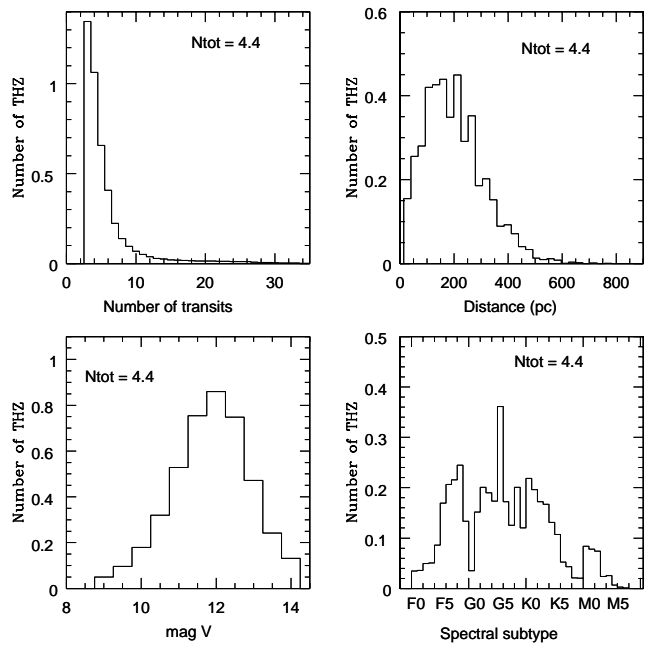 Ntot = 4.4
Number of THZ
1
0.5
0
0
10
20
30
Number of transits
Ntot = 4.4
Number of THZ
0.6
0.4
0.2
0
0
200
400
600
800
Distance (pc)
Ntot = 4.4
Number of THZ
1
0.8
0.6
0.4
0.2
0
8
10
12
14
mag V
Ntot = 4.4
Number of THZ
0.5
0.4
0.3
0.2
0.1
0
F0 F5 G0 G5 K0 K5 M0 M5
Spectral subtype